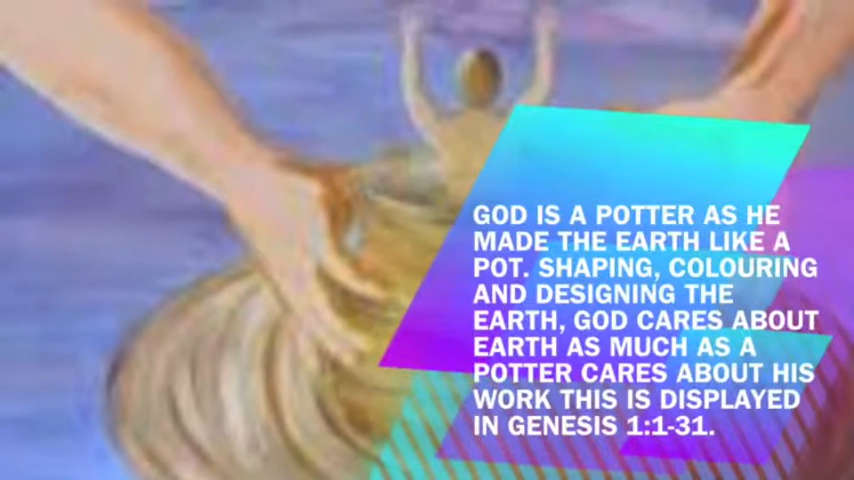 GOD IS A POTTER AS HE
MADE THE EARTH LIKE A
POT. SHAPING, COLOURING
AND DESIGNING THE
EARTH, GOD CARES ABOUT
EARTH AS MUCH AS A
POTTER CARES ABOUT HIS
WORK THIS IS DISPLAYED
IN GENESIS 1:1-31.